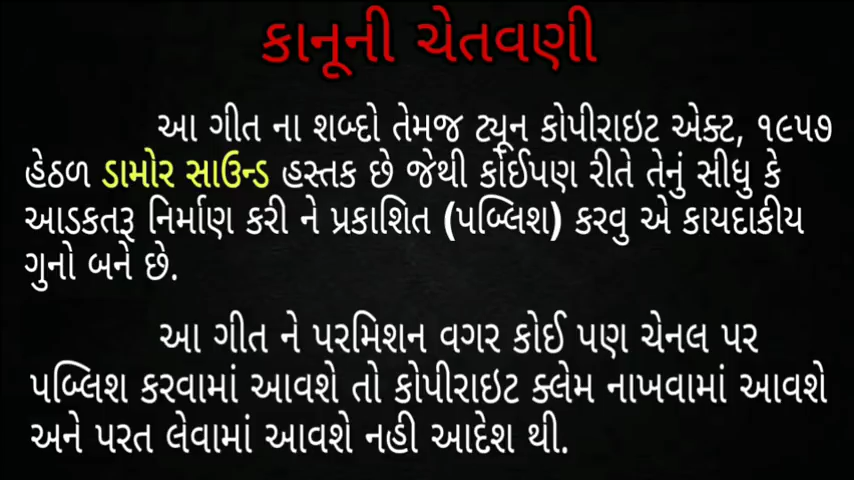 કાનૂની ચેતવણી
આ ગીત ના શબ્દો તેમજ ટ્યૂન કોપીરાઇટ એક્ટ, ૧૯૫૭
હેઠળ ડામોર સાઉન્ડ હસ્તક છે જેથી કોઈપણ રીતે તેનું સીધુ કે
આડકતરૂ નિર્માણ કરી ને પ્રકાશિત (પબ્લિશ) કરવુ એ કાયદાકીય
ગુનો બને છે.
આ ગીત ને પરમિશન વગર કોઈ પણ ચેનલ પર
પબ્લિશ કરવામાં આવશે તો કોપીરાઇટ ક્લેમ નાખવામાં આવશે
અને પરત લેવામાં આવશે નહી આદેશ થી.